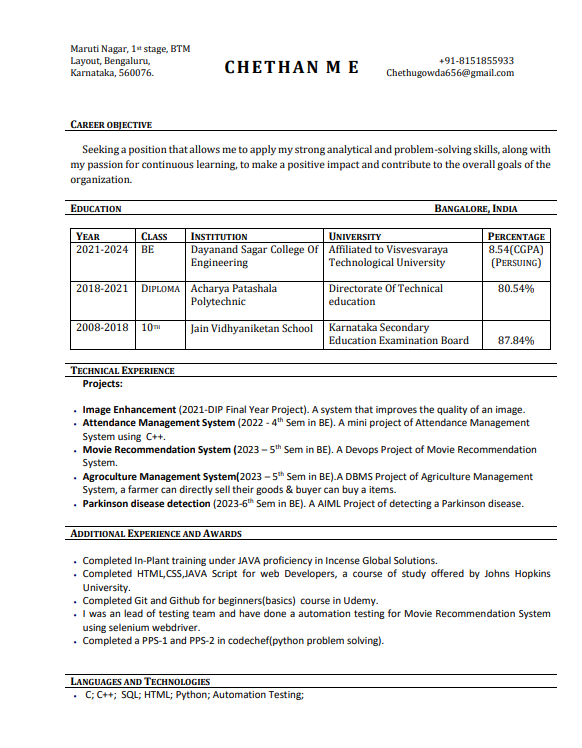 Maruti Nagar, 1st stage, BTM
Layout, Bengaluru,
Karnataka, 560076.
CHETHAN M E
+91-8151855933
Chethugowda656@gmail.com
CAREER OBJECTIVE
Seeking a position that allows me to apply my strong analytical and problem-solving skills, along with
my passion for continuous learning, to make a positive impact and contribute to the overall goals of the
organization.
EDUCATION BANGALORE, INDIA
YEAR CLASS INSTITUTION UNIVERSITY PERCENTAGE
2021-2024 BE Dayanand Sagar College Of Affiliated to Visvesvaraya 8.54(CGPA)
Engineering Technological University (PERSUING)
2018-2021 DIPLOMA Acharya Patashala Directorate Of Technical 80.54%
Polytechnic education
2008-2018 10TH Jain Vidhyaniketan School Karnataka Secondary
Education Examination Board 87.84%
TECHNICAL EXPERIENCE
Projects:
• Image Enhancement (2021-DIP Final Year Project). A system that improves the quality of an image.
• Attendance Management System (2022 - 4th Sem in BE). A mini project of Attendance Management
System using C++.
• Movie Recommendation System (2023 – 5th Sem in BE). A Devops Project of Movie Recommendation
System.
• Agroculture Management System(2023 – 5th Sem in BE).A DBMS Project of Agriculture Management
System, a farmer can directly sell their goods & buyer can buy a items.
• Parkinson disease detection (2023-6th Sem in BE). A AIML Project of detecting a Parkinson disease.
ADDITIONAL EXPERIENCE AND AWARDS
• Completed In-Plant training under JAVA proficiency in Incense Global Solutions.
• Completed HTML,CSS,JAVA Script for web Developers, a course of study offered by Johns Hopkins
University.
• Completed Git and Github for beginners(basics) course in Udemy.
• I was an lead of testing team and have done a automation testing for Movie Recommendation System
using selenium webdriver.
• Completed a PPS-1 and PPS-2 in codechef(python problem solving).
LANGUAGES AND TECHNOLOGIES
• C; C++; SQL; HTML; Python; Automation Testing;